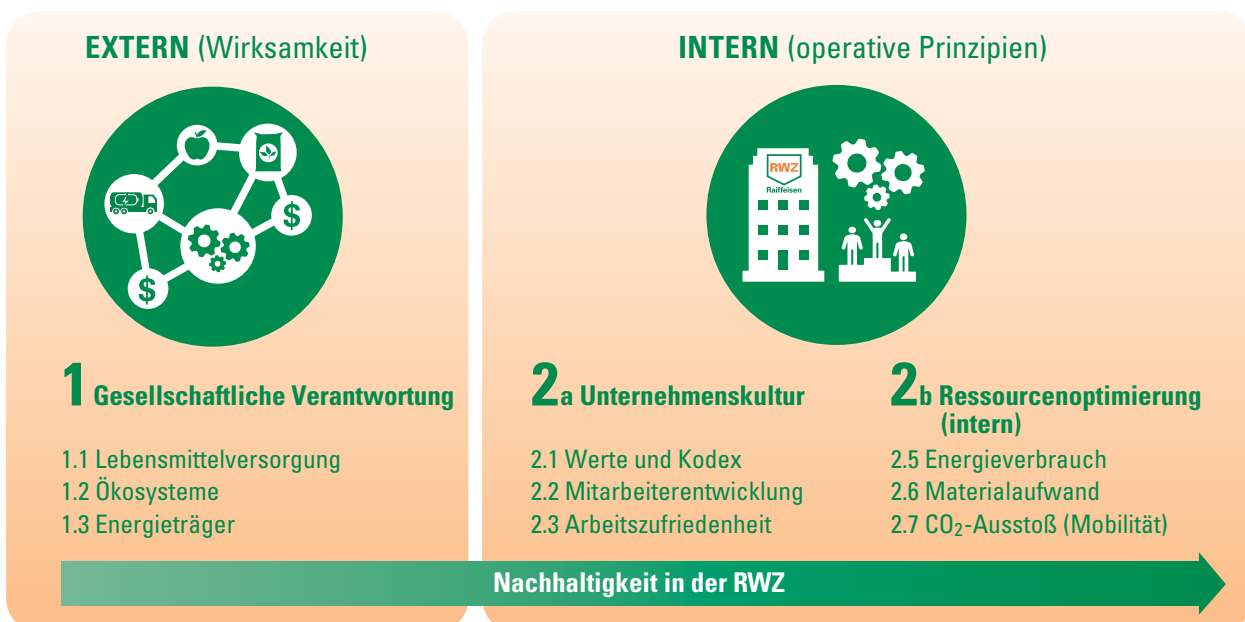 EXTERN (Wirksamkeit)
$
$
1 Gesellschaftliche Verantwortung
1.1 Lebensmittelversorgung
1.2 Ökosysteme
1.3 Energieträger
INTERN (operative Prinzipien)
RWZ
Raiffeisen
2a Unternehmenskultur
2.1 Werte und Kodex
2.2 Mitarbeiterentwicklung
2.3 Arbeitszufriedenheit
2b Ressourcenoptimierung
(intern)
2.5 Energieverbrauch
2.6 Materialaufwand
2.7 CO₂-Ausstoß (Mobilität)
Nachhaltigkeit in der RWZ